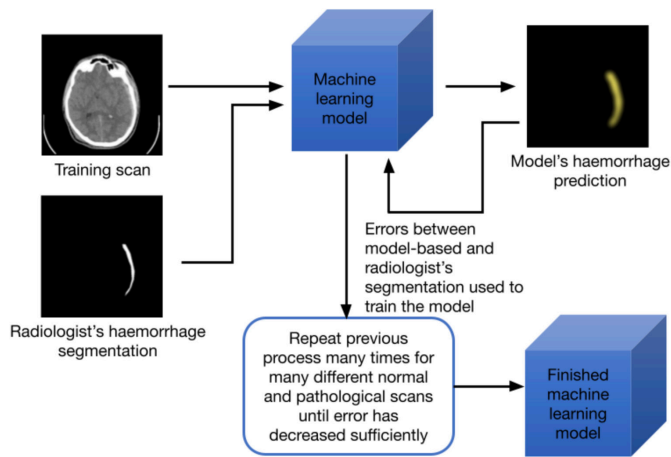 Machine
learning
model
Training scan
Model's haemorrhage
prediction
Errors between
model-based and
radiologist's
segmentation used to
train the model
Radiologist's haemorrhage
segmentation
Repeat previous
process many times for
many different normal
and pathological scans
until error has
decreased sufficiently
Finished
machine
learning
model